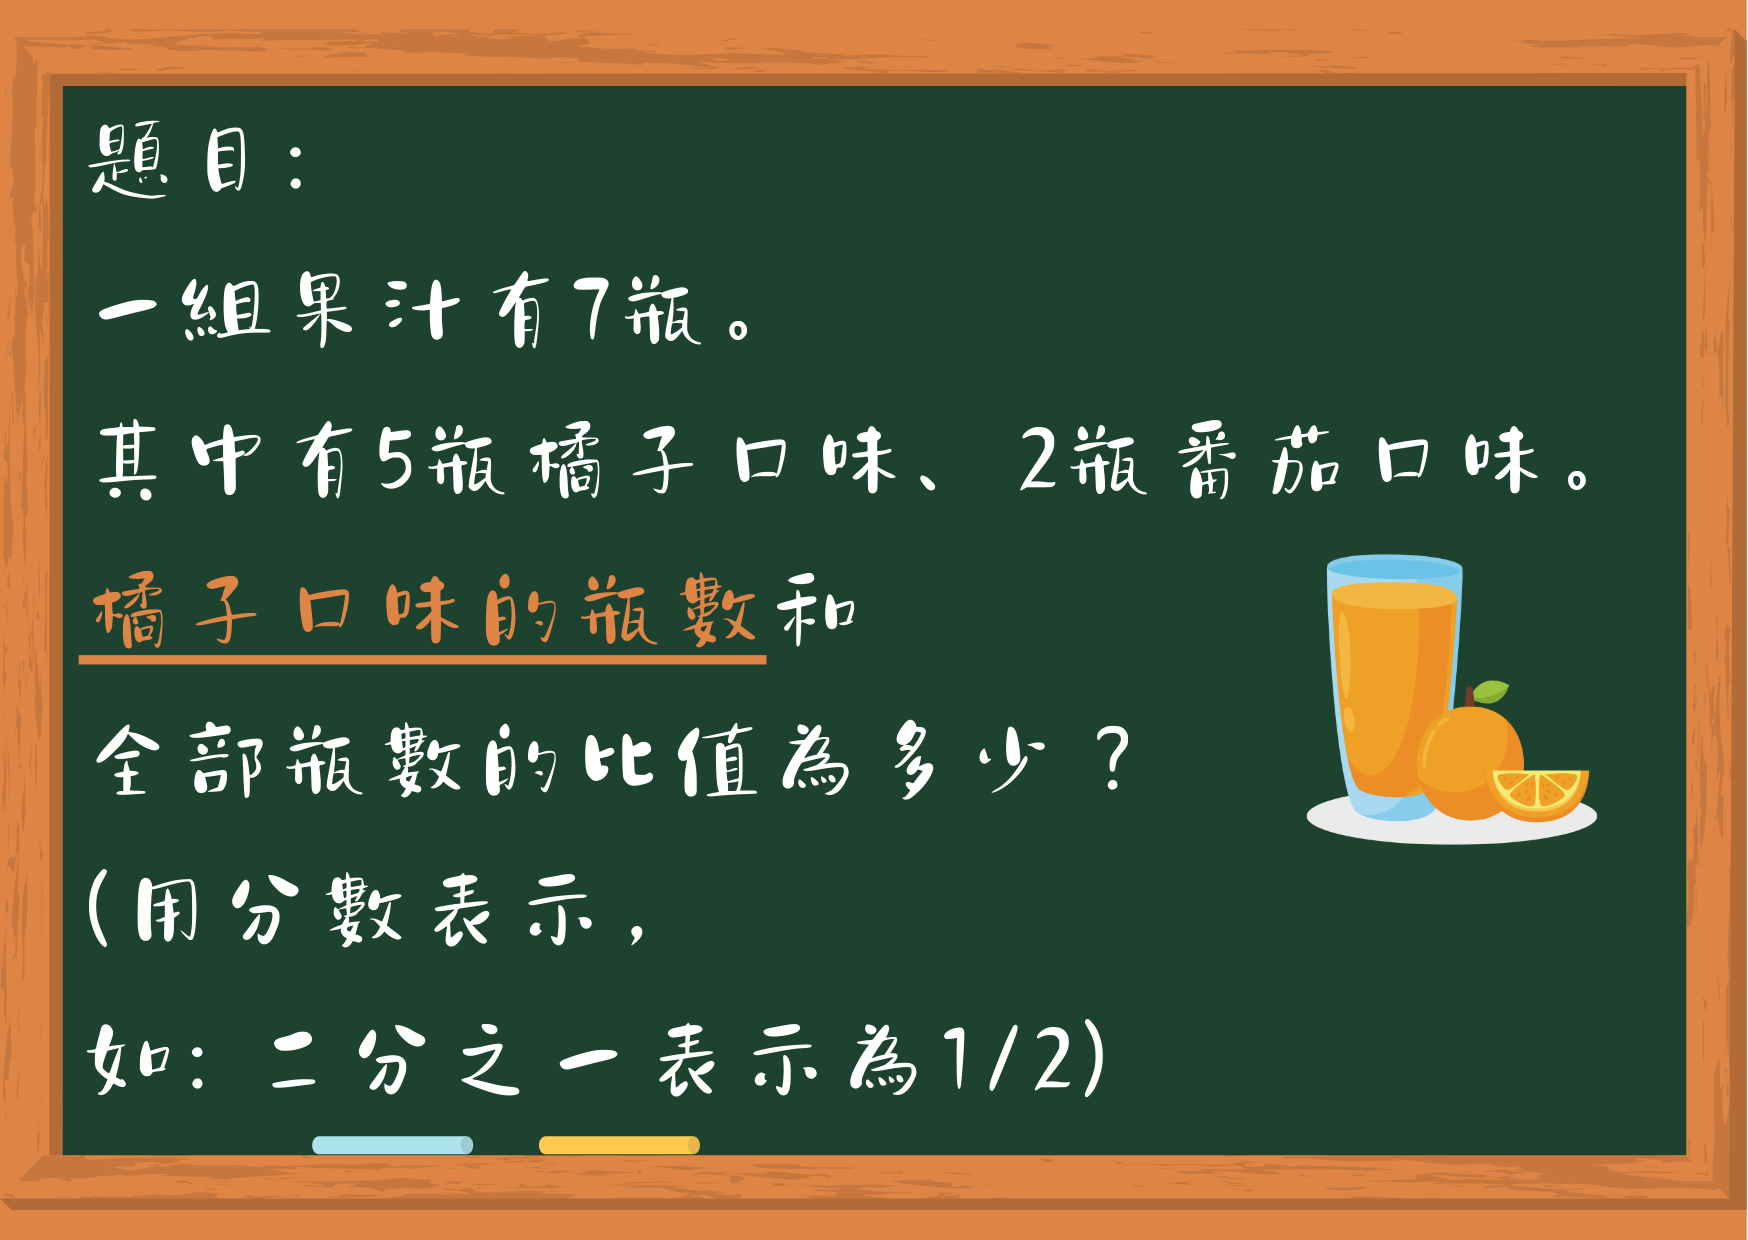 題目：
一組果汁有7瓶。
其中有5瓶橘子口味、2瓶番茄口味。
橘子口味的瓶數和
全部瓶數的比值為多少？
(用分數表示，
如：二分之一表示為1/2)